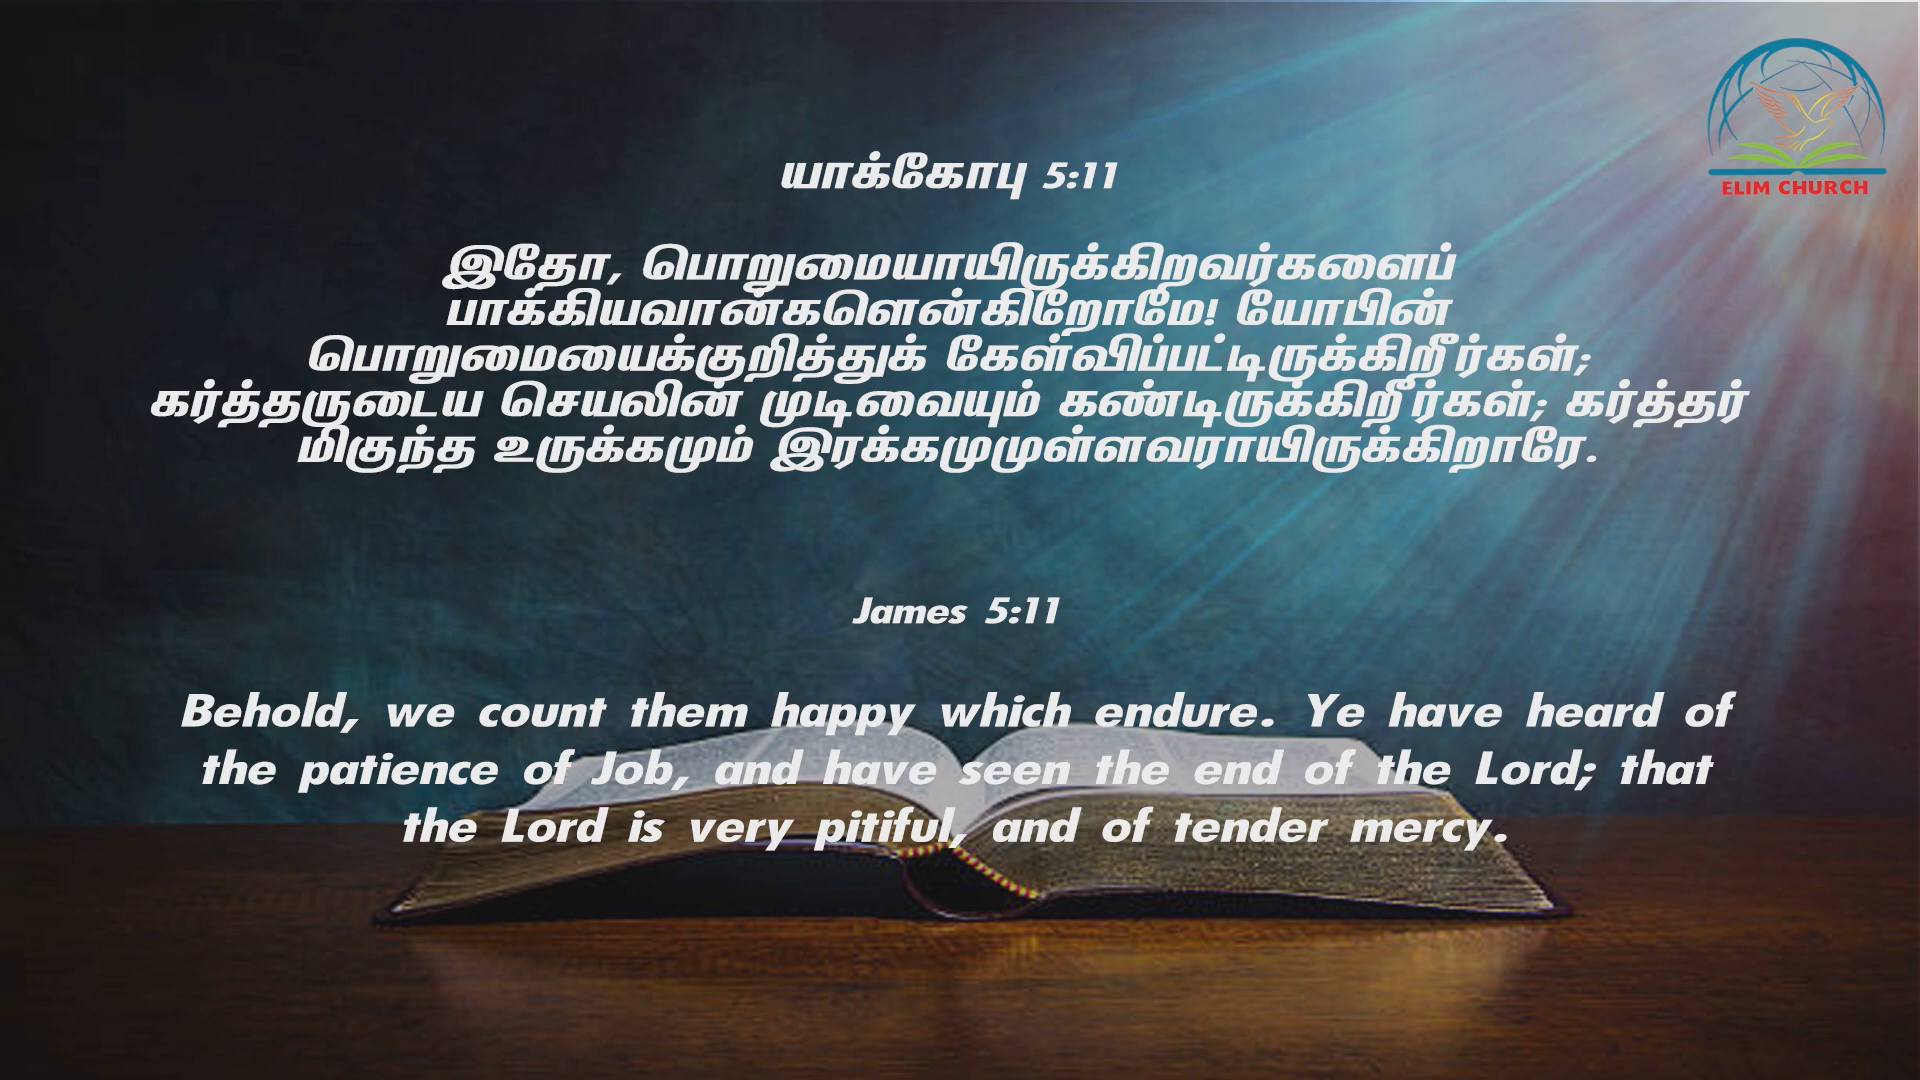 ELIM CHURCH
யாக்கோபு 5:11
இதோ, பொறுமையாயிருக்கிறவர்களைப்
பாக்கியவான்களென்கிறோமே! யோபின்
பொறுமையைக்குறித்துக் கேள்விப்பட்டிருக்கிறீர்கள்;
கர்த்தருடைய செயலின் முடிவையும் கண்டிருக்கிறீர்கள்; கர்த்தர்
மிகுந்த உருக்கமும் இரக்கமுமுள்ளவராயிருக்கிறாரே.
James 5:11
Behold, we count them happy which endure. Ye have heard of
the patience of Job, and have seen the end of the Lord; that
the Lord is very pitiful, and of tender mercy.